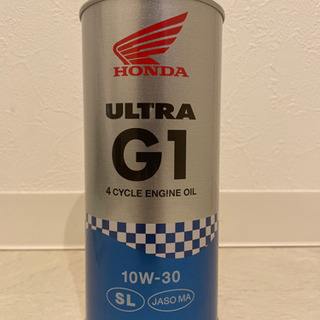 HONDA
ULTRA
G1
4 CYCLE ENGINE OIL
10W-30
SL JASO MA